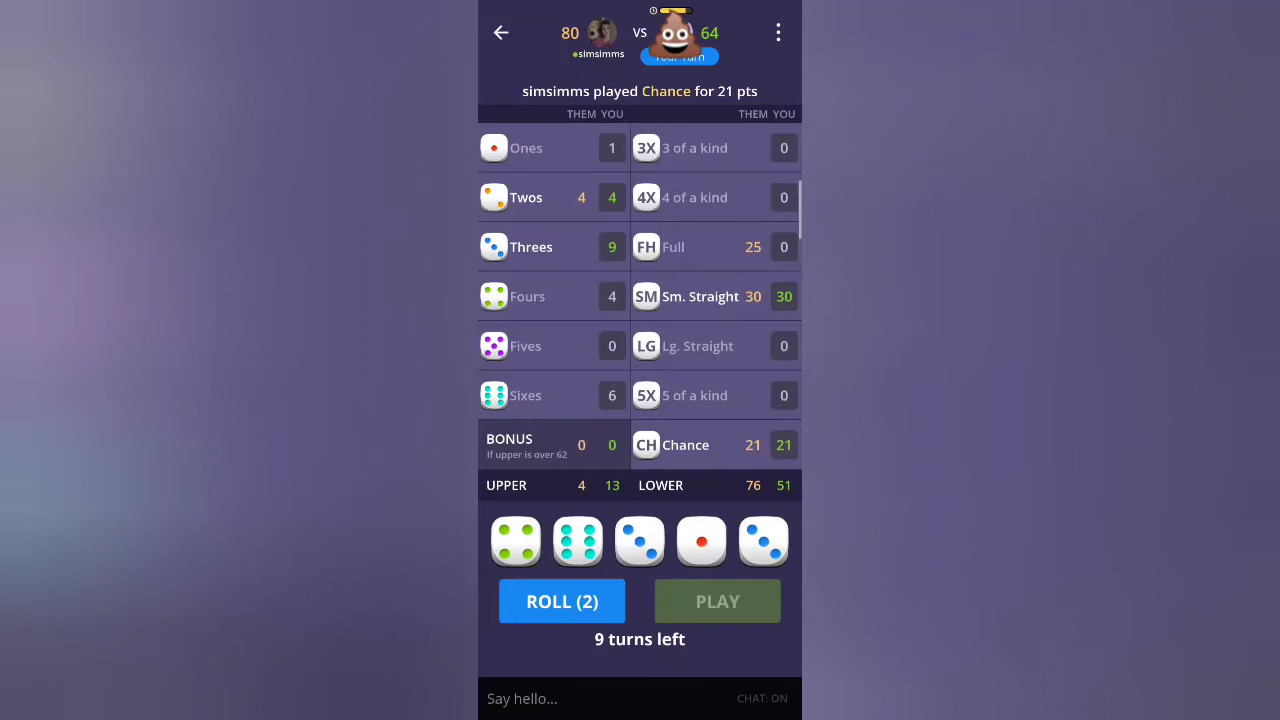 80 VS 64
simsimms
Your Turn
simsimms played Chance for 21 pts
THEM YOU THEM YOU
Ones 1 3X 3 of a kind 0
Twos 4 4 4X 4 of a kind 0
Threes 9 FH Full 25 0
Fours 4 SM Sm. Straight 30 30
Fives 0 LG Lg. Straight 0
Sixes 6 5X 5 of a kind 0
BONUS 0 0 CH Chance 21 21
If upper is over 62
UPPER 4 13 LOWER 76 51
ROLL (2) PLAY
9 turns left
Say hello... CHAT: ON